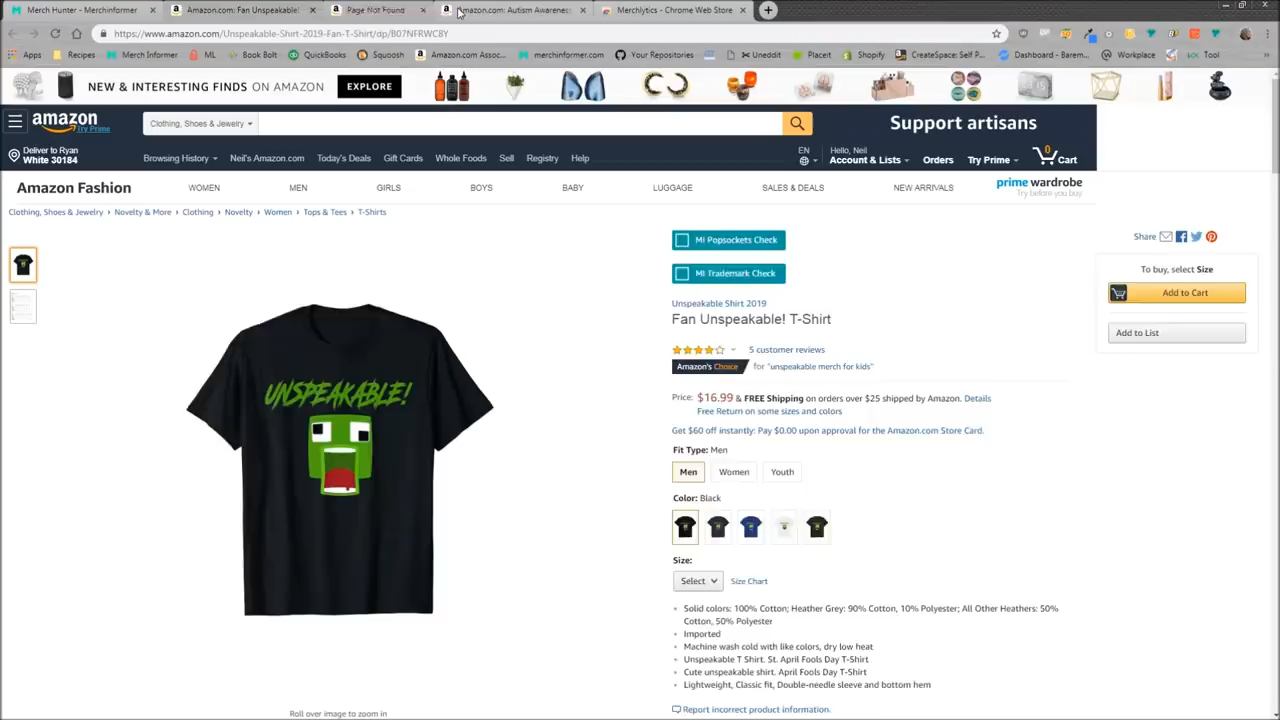 Merch Hunter - Merchinformer
Amazon.com: Fan Unspeakable!
Page Not Found
Amazon.com: Autism Awareness
Merchlytics - Chrome Web Store
https://www.amazon.com/Unspeakable-Shirt-2019-Fan-T-Shirt/dp/B07NFRWC8Y
Apps
Recipes
Merch Informer
ML
Book Bolt
QuickBooks
Squoosh
Amazon.com Assoc...
merchinformer.com
Your Repositories
Uneddit
Placeit
Shopify
CreateSpace: Self P...
Dashboard - Barem...
Workplace
Tool
NEW & INTERESTING FINDS ON AMAZON
EXPLORE
amazon
Try Prime
Clothing, Shoes & Jewelry
Support artisans
Deliver to Ryan
White 30184
Browsing History
Neil's Amazon.com
Today's Deals
Gift Cards
Whole Foods
Sell
Registry
Help
EN
Hello, Neil
Account & Lists
Orders
Try Prime
0
Cart
Amazon Fashion
WOMEN
MEN
GIRLS
BOYS
BABY
LUGGAGE
SALES & DEALS
NEW ARRIVALS
prime wardrobe
Try before you buy
Clothing, Shoes & Jewelry › Novelty & More › Clothing › Novelty › Women › Tops & Tees › T-Shirts
MI Popsockets Check
MI Trademark Check
Share
To buy, select Size
Add to Cart
Add to List
Unspeakable Shirt 2019
Fan Unspeakable! T-Shirt
5 customer reviews
Amazon's Choice for "unspeakable merch for kids"
UNSPEAKABLE!
Price: $16.99 & FREE Shipping on orders over $25 shipped by Amazon. Details
Free Return on some sizes and colors
Get $60 off instantly: Pay $0.00 upon approval for the Amazon.com Store Card.
Fit Type: Men
Men
Women
Youth
Color: Black
Size:
Select
Size Chart
Solid colors: 100% Cotton; Heather Grey: 90% Cotton, 10% Polyester; All Other Heathers: 50%
Cotton, 50% Polyester
Imported
Machine wash cold with like colors, dry low heat
Unspeakable T Shirt. St. April Fools Day T-Shirt
Cute unspeakable shirt. April Fools Day T-Shirt
Lightweight, Classic fit, Double-needle sleeve and bottom hem
Report incorrect product information.
Roll over image to zoom in